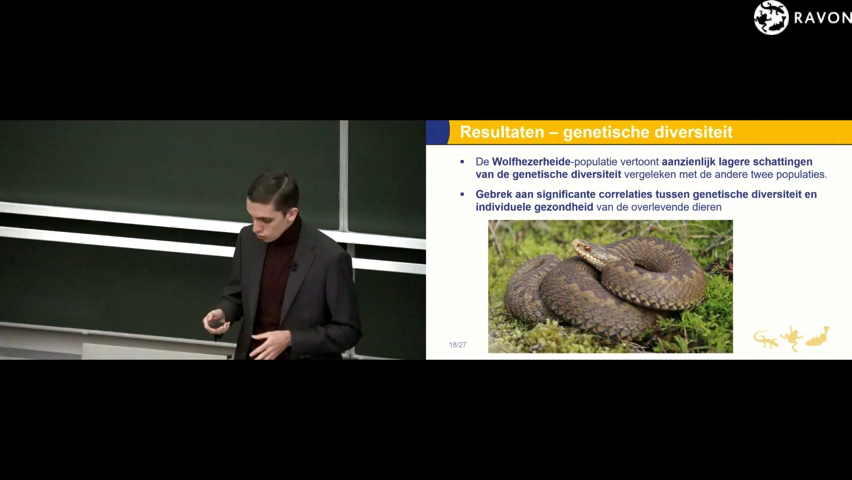 RAVON
Resultaten – genetische diversiteit
▪ De Wolfhezerheide-populatie vertoont aanzienlijk lagere schattingen
van de genetische diversiteit vergeleken met de andere twee populaties.
▪ Gebrek aan significante correlaties tussen genetische diversiteit en
individuele gezondheid van de overlevende dieren
18/27